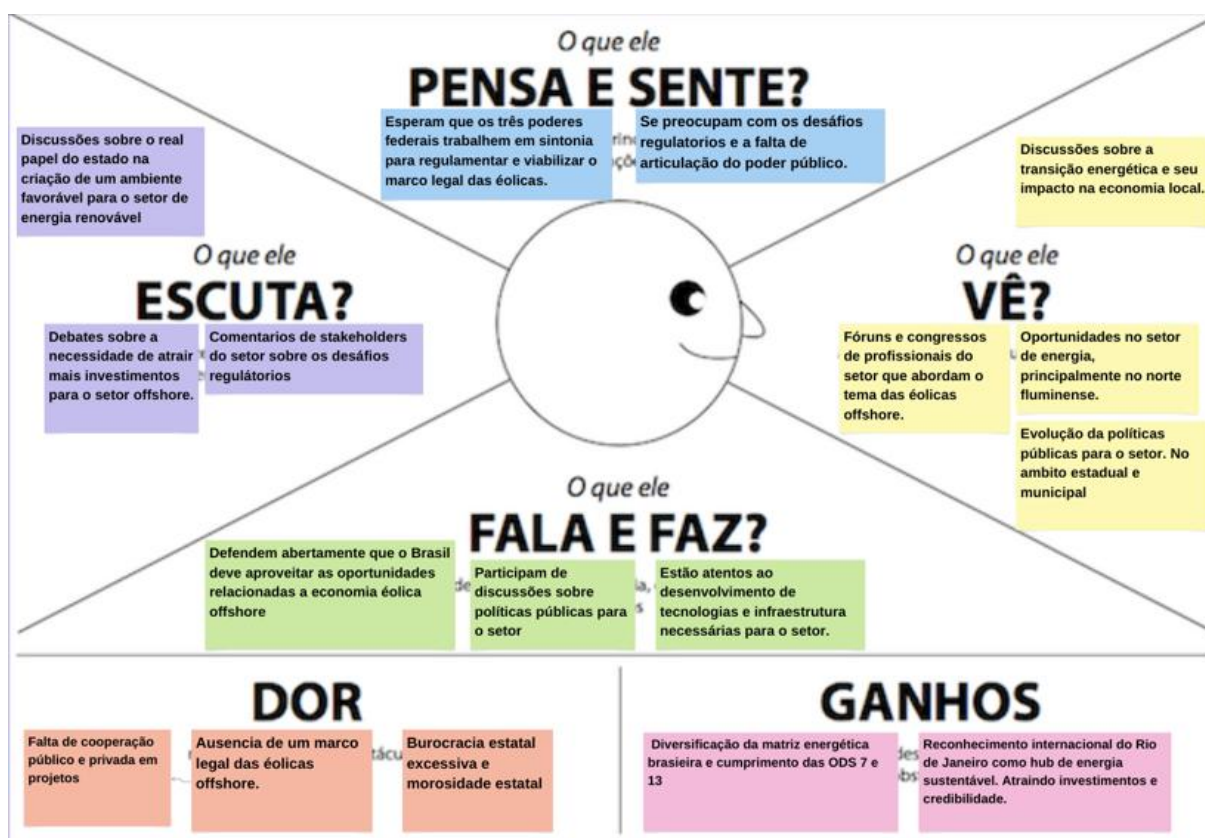 O que ele
PENSA E SENTE?
Esperam que os três poderes
federais trabalhem em sintonia
para regulamentar e viabilizar o
marco legal das éolicas.
Se preocupam com os desáfios
regulatorios e a falta de
articulação do poder público.
Discussões sobre o real
papel do estado na
criação de um ambiente
favorável para o setor de
energia renovável
O que ele
ESCUTA?
Debates sobre a
necessidade de atrair
mais investimentos
para o setor offshore.
Comentarios de stakeholders
do setor sobre os desáfios
regulátorios
Discussões sobre a
transição energética e seu
impacto na economia local.
O que ele
VÊ?
Fóruns e congressos
de profissionais do
setor que abordam o
tema das éolicas
offshore.
Oportunidades no setor
de energia,
principalmente no norte
fluminense.
Evolução da políticas
públicas para o setor. No
ambito estadual e
municipal
O que ele
FALA E FAZ?
Defendem abertamente que o Brasil
deve aproveitar as oportunidades
relacionadas a economia éolica
offshore
Participam de
discussões sobre
políticas públicas para
o setor
Estão atentos ao
desenvolvimento de
tecnologias e infraestrutura
necessárias para o setor.
DOR
Falta de cooperação
público e privada em
projetos
Ausencia de um marco
legal das éolicas
offshore.
Burocracia estatal
excessiva e
morosidade estatal
GANHOS
Diversificação da matriz energética
brasieira e cumprimento das ODS 7 e
13
Reconhecimento internacional do Rio
de Janeiro como hub de energia
sustentável. Atraindo investimentos e
credibilidade.